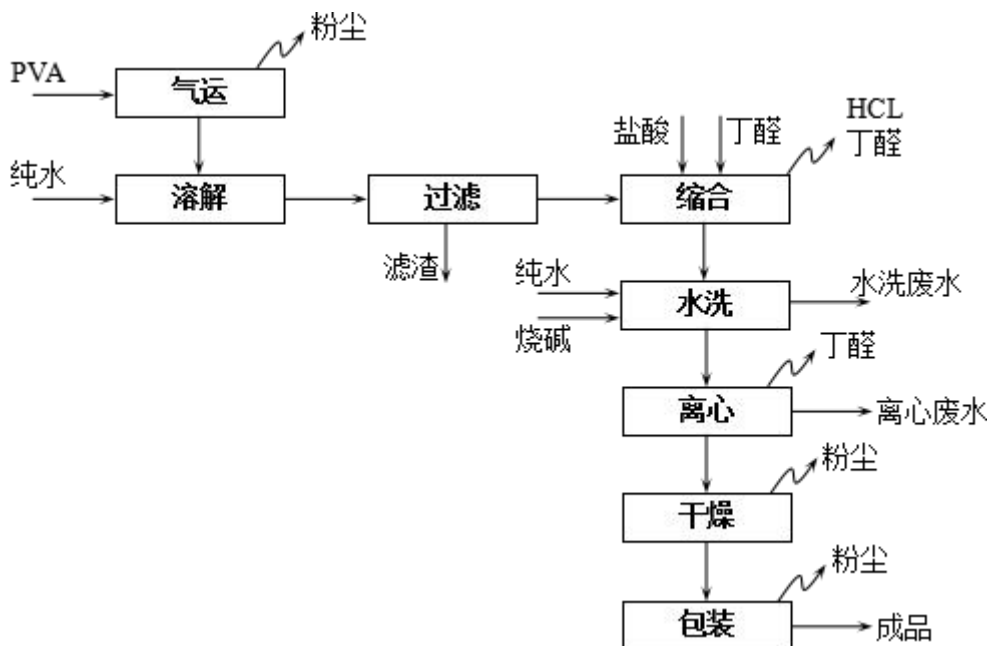 粉尘
PVA
气运
HCL
盐酸
丁醛
丁醛
纯水
溶解
过滤
缩合
滤渣
纯水
水洗
水洗废水
烧碱
丁醛
离心
离心废水
粉尘
干燥
粉尘
包装
成品